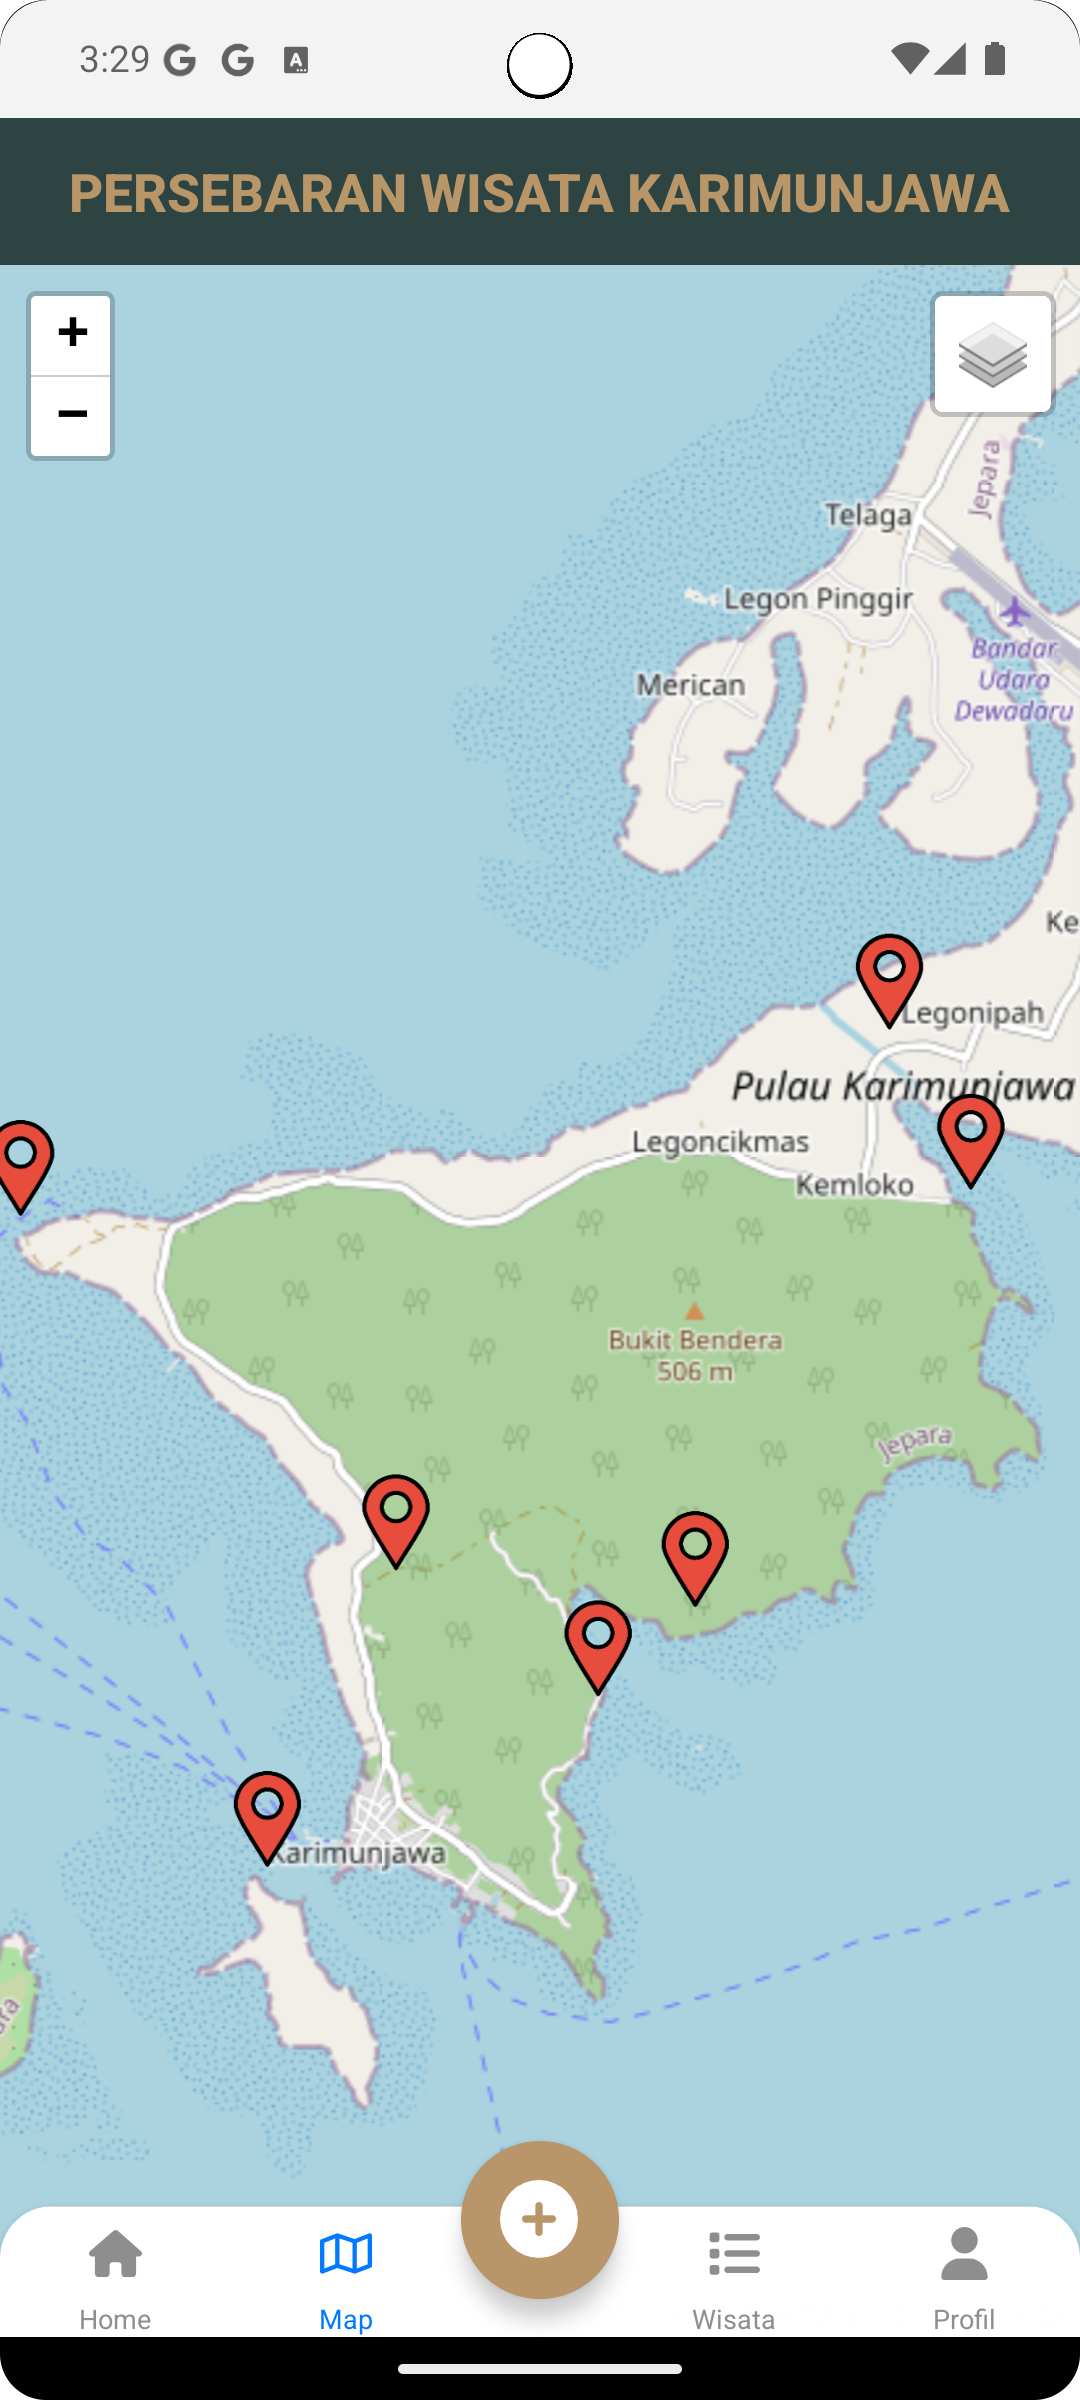 3:29
PERSEBARAN WISATA KARIMUNJAWA
+
−
Jepara
Telaga
Legon Pinggir
Merican
Bandar
Udara
Dewadaru
Ke
Legonipah
Pulau Karimunjawa
Legoncikmas
Kemloko
Bukit Bendera
506 m
Jepara
Karimunjawa
Home
Map
Wisata
Profil